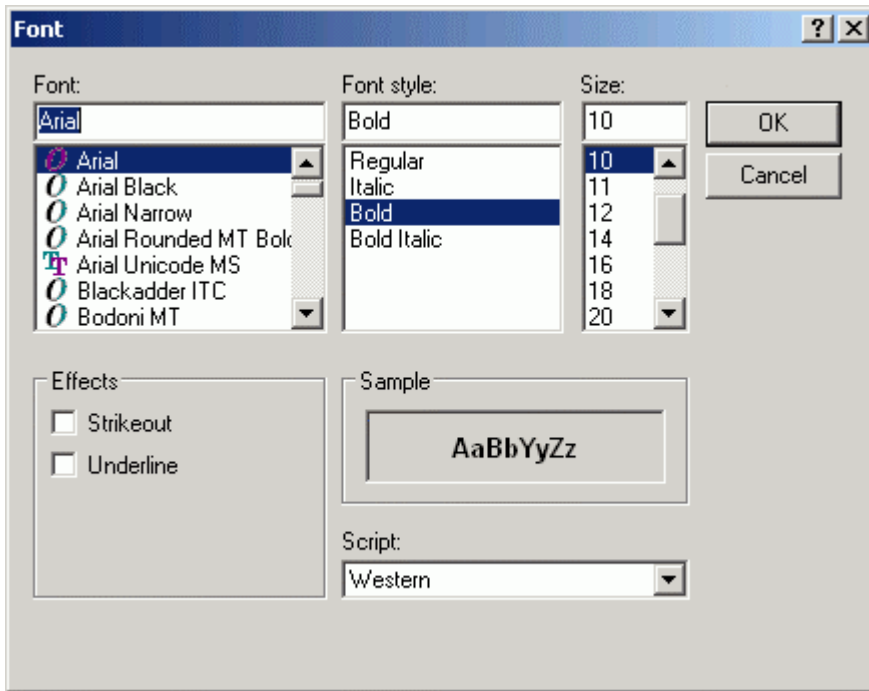 Font
Font: Font style: Size:
Arial Bold 10 OK
Arial Regular 10 Cancel
Arial Black Italic 11
Arial Narrow Bold 12
Arial Rounded MT Bold Bold Italic 14
Arial Unicode MS 16
Blackadder ITC 18
Bodoni MT 20
Effects Sample
Strikeout
AaBbYyZz
Underline
Script:
Western